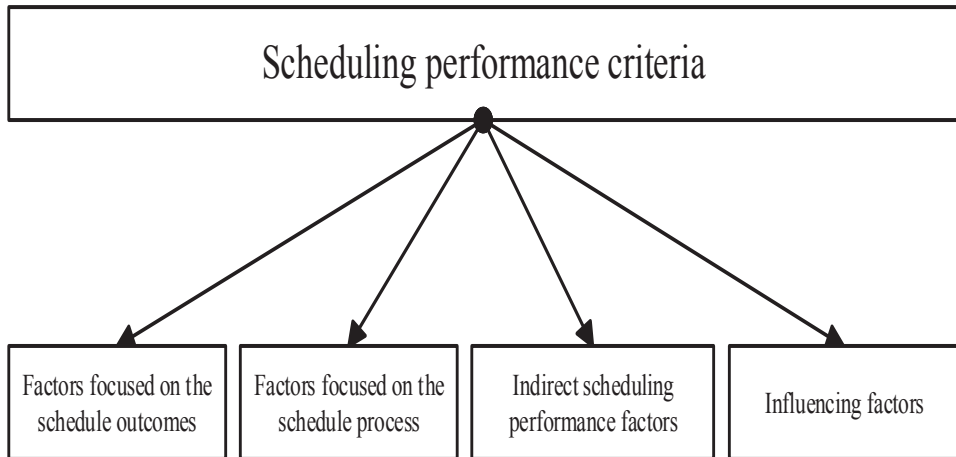 Scheduling performance criteria
Factors focused on the
schedule outcomes
Factors focused on the
schedule process
Indirect scheduling
performance factors
Influencing factors